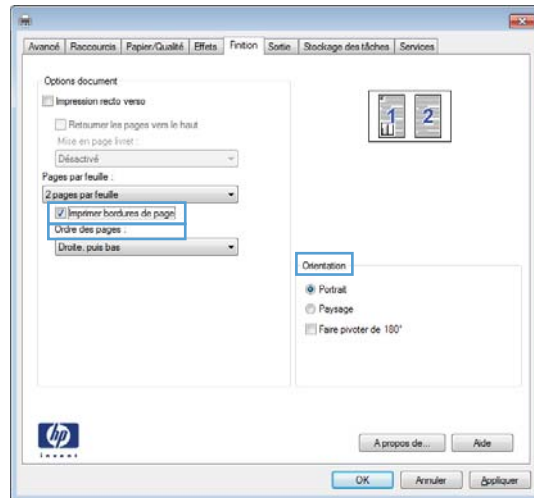 Avancé Raccourcis Papier/Qualité Effets Finition Sortie Stockage des tâches Services
Options document
Impression recto verso
Retourner les pages vers le haut
Mise en page livret :
Désactivé
Pages par feuille :
2 pages par feuille
Imprimer bordures de page
Ordre des pages :
Droite, puis bas
1 2
Orientation
Portrait
Paysage
Faire pivoter de 180°
hp
invent
A propos de... Aide
OK Annuler Appliquer